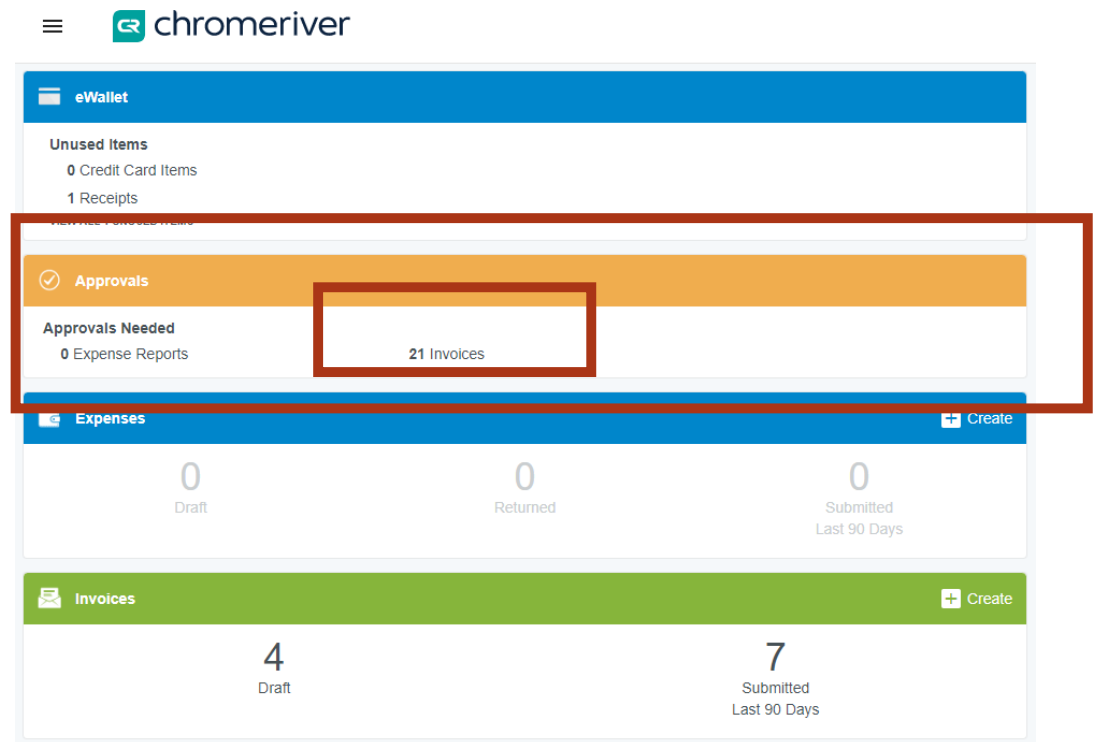 CR chromeriver
eWallet
Unused Items
0 Credit Card Items
1 Receipts
Approvals
Approvals Needed
0 Expense Reports 21 Invoices
Expenses + Create
0 0 0
Draft Returned Submitted
Last 90 Days
Invoices + Create
4 7
Draft Submitted
Last 90 Days